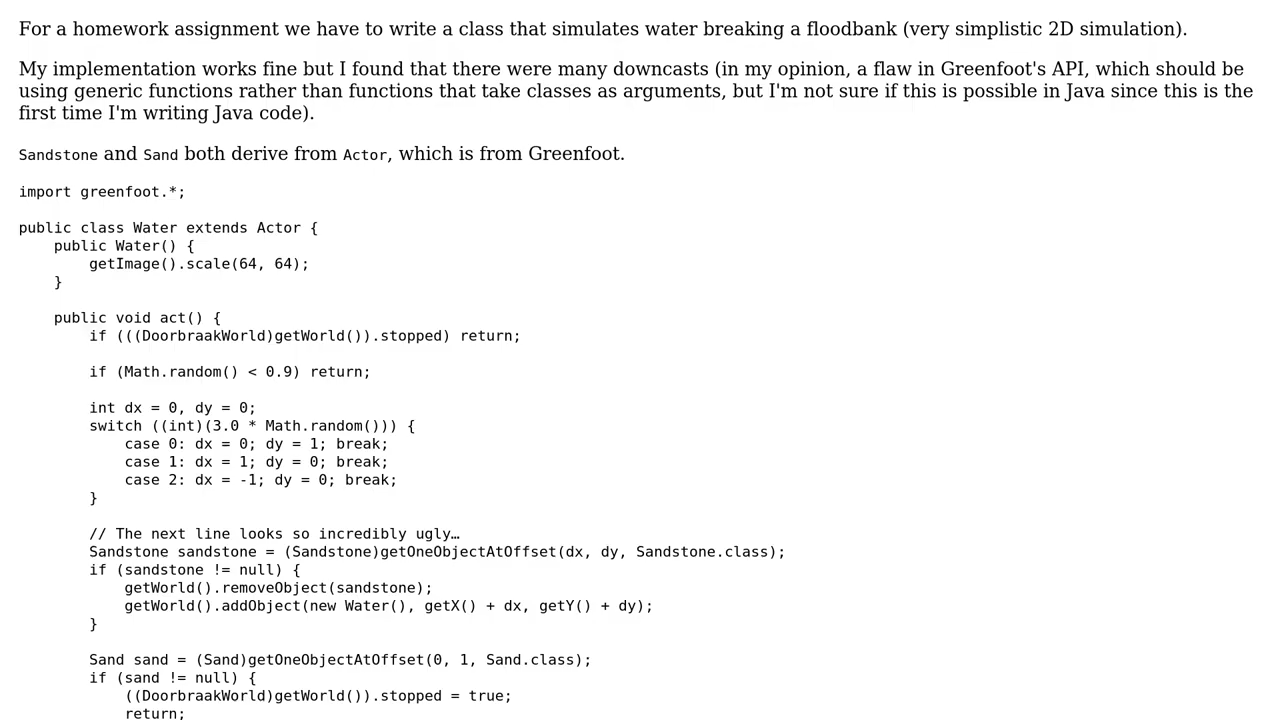 For a homework assignment we have to write a class that simulates water breaking a floodbank (very simplistic 2D simulation).
My implementation works fine but I found that there were many downcasts (in my opinion, a flaw in Greenfoot's API, which should be
using generic functions rather than functions that take classes as arguments, but I'm not sure if this is possible in Java since this is the
first time I'm writing Java code).
Sandstone and Sand both derive from Actor, which is from Greenfoot.
import greenfoot.*;
public class Water extends Actor {
    public Water() {
        getImage().scale(64, 64);
    }
    public void act() {
        if (((DoorbraakWorld)getWorld()).stopped) return;
        if (Math.random() < 0.9) return;
        int dx = 0, dy = 0;
        switch ((int)(3.0 * Math.random())) {
            case 0: dx = 0; dy = 1; break;
            case 1: dx = 1; dy = 0; break;
            case 2: dx = -1; dy = 0; break;
        }
        // The next line looks so incredibly ugly…
        Sandstone sandstone = (Sandstone)getOneObjectAtOffset(dx, dy, Sandstone.class);
        if (sandstone != null) {
            getWorld().removeObject(sandstone);
            getWorld().addObject(new Water(), getX() + dx, getY() + dy);
        }
        Sand sand = (Sand)getOneObjectAtOffset(0, 1, Sand.class);
        if (sand != null) {
            ((DoorbraakWorld)getWorld()).stopped = true;
            return;